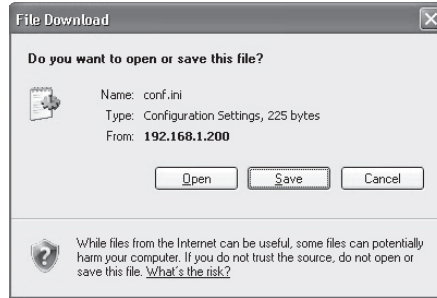 File Download
Do you want to open or save this file?
Name: conf.ini
Type: Configuration Settings, 225 bytes
From: 192.168.1.200
Open Save Cancel
While files from the Internet can be useful, some files can potentially
harm your computer. If you do not trust the source, do not open or
save this file. What's the risk?